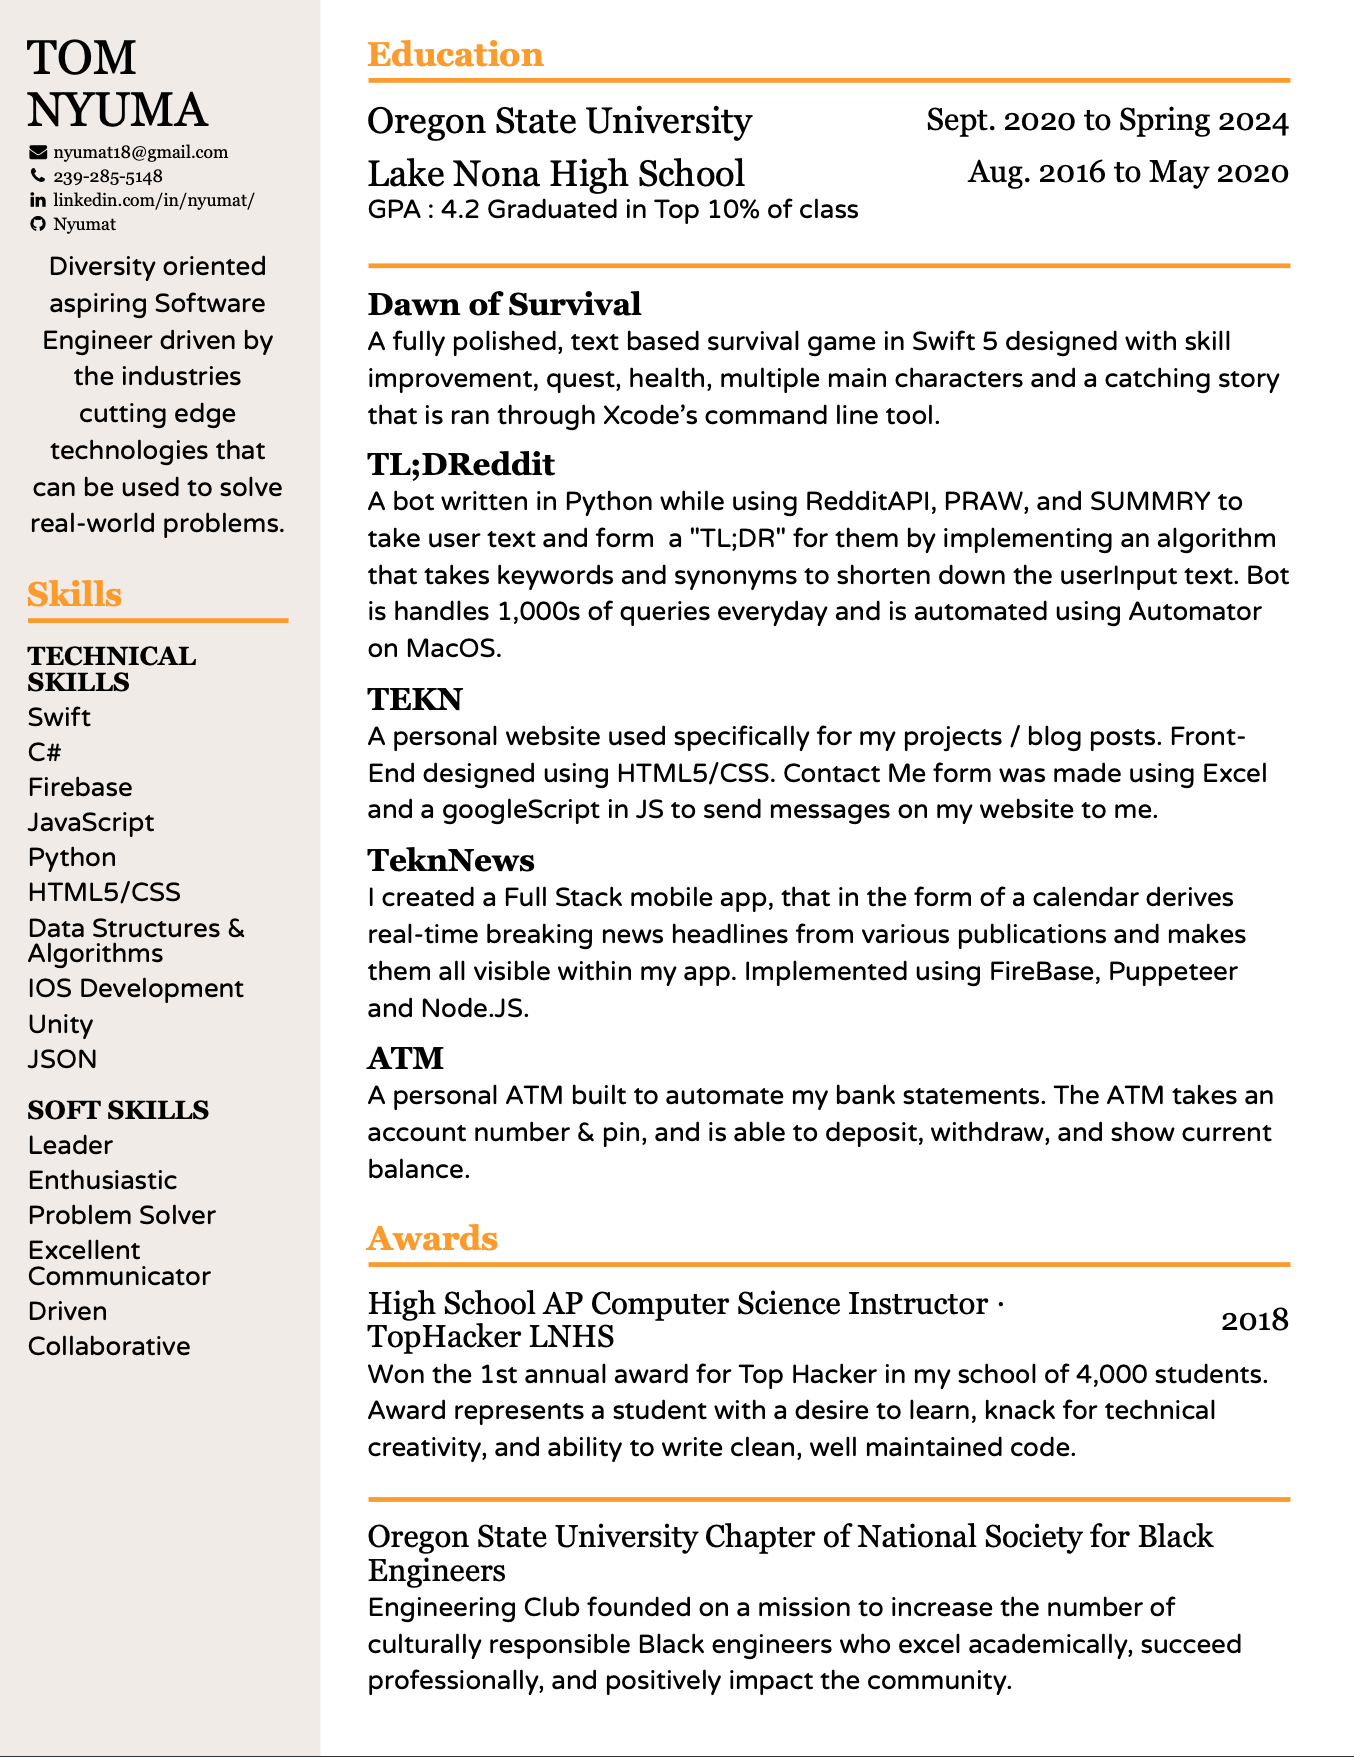 TOM
NYUMA
nyumat18@gmail.com
239-285-5148
linkedin.com/in/nyumat/
Nyumat
Diversity oriented
aspiring Software
Engineer driven by
the industries
cutting edge
technologies that
can be used to solve
real-world problems.
Skills
TECHNICAL
SKILLS
Swift
C#
Firebase
JavaScript
Python
HTML5/CSS
Data Structures &
Algorithms
IOS Development
Unity
JSON
SOFT SKILLS
Leader
Enthusiastic
Problem Solver
Excellent
Communicator
Driven
Collaborative
Education
Oregon State University Sept. 2020 to Spring 2024
Lake Nona High School Aug. 2016 to May 2020
GPA : 4.2 Graduated in Top 10% of class
Dawn of Survival
A fully polished, text based survival game in Swift 5 designed with skill
improvement, quest, health, multiple main characters and a catching story
that is ran through Xcode’s command line tool.
TL;DReddit
A bot written in Python while using RedditAPI, PRAW, and SUMMRY to
take user text and form  a "TL;DR" for them by implementing an algorithm
that takes keywords and synonyms to shorten down the userInput text. Bot
is handles 1,000s of queries everyday and is automated using Automator
on MacOS.
TEKN
A personal website used specifically for my projects / blog posts. Front-
End designed using HTML5/CSS. Contact Me form was made using Excel
and a googleScript in JS to send messages on my website to me.
TeknNews
I created a Full Stack mobile app, that in the form of a calendar derives
real-time breaking news headlines from various publications and makes
them all visible within my app. Implemented using FireBase, Puppeteer
and Node.JS.
ATM
A personal ATM built to automate my bank statements. The ATM takes an
account number & pin, and is able to deposit, withdraw, and show current
balance.
Awards
High School AP Computer Science Instructor ·
TopHacker LNHS
2018
Won the 1st annual award for Top Hacker in my school of 4,000 students.
Award represents a student with a desire to learn, knack for technical
creativity, and ability to write clean, well maintained code.
Oregon State University Chapter of National Society for Black
Engineers
Engineering Club founded on a mission to increase the number of
culturally responsible Black engineers who excel academically, succeed
professionally, and positively impact the community.